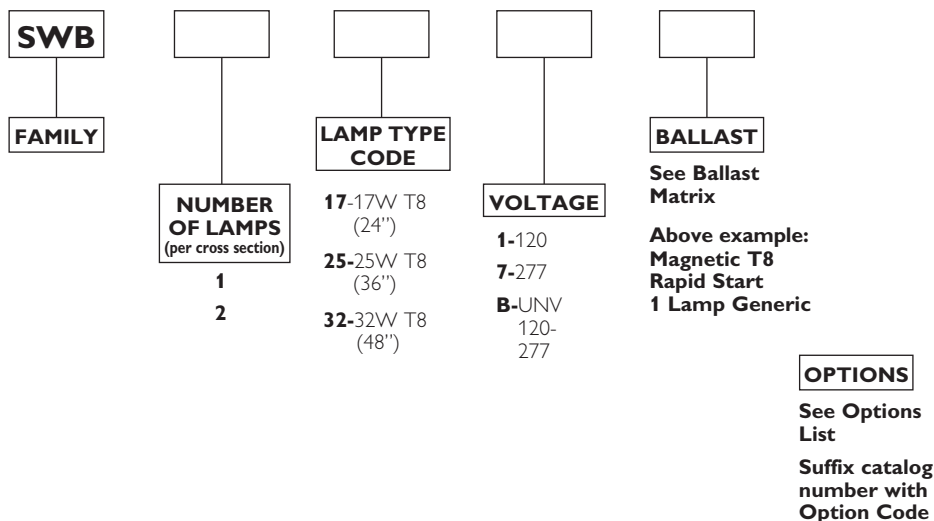 SWB
FAMILY
NUMBER
OF LAMPS
(per cross section)
1
2
LAMP TYPE
CODE
17-17W T8
(24”)
25-25W T8
(36”)
32-32W T8
(48”)
VOLTAGE
1-120
7-277
B-UNV
120-
277
BALLAST
See Ballast
Matrix
Above example:
Magnetic T8
Rapid Start
1 Lamp Generic
OPTIONS
See Options
List
Suffix catalog
number with
Option Code